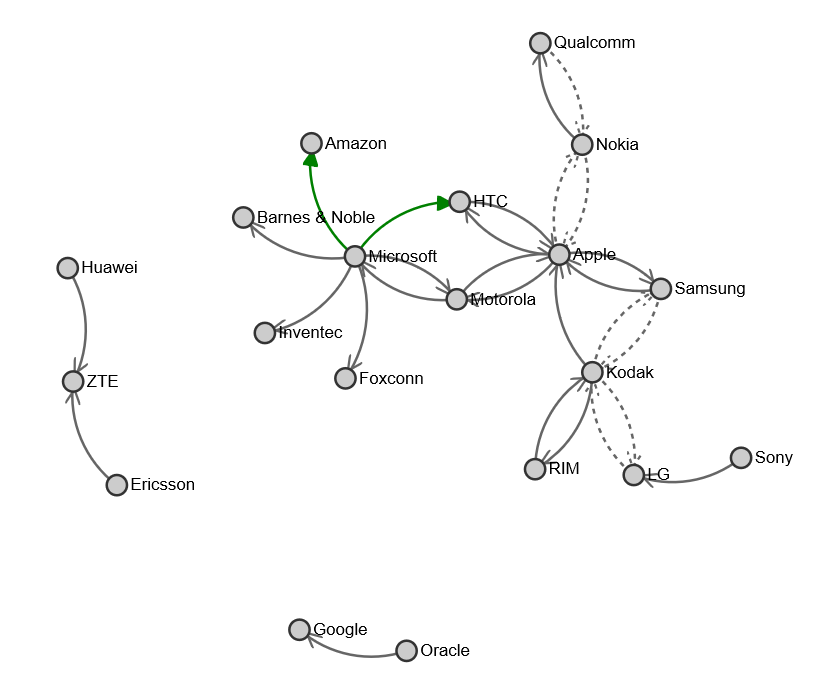 Qualcomm
Amazon
Nokia
HTC
Barnes & Noble
Microsoft
Apple
Huawei
Samsung
Motorola
Inventec
Kodak
Foxconn
ZTE
Sony
RIM
LG
Ericsson
Google
Oracle